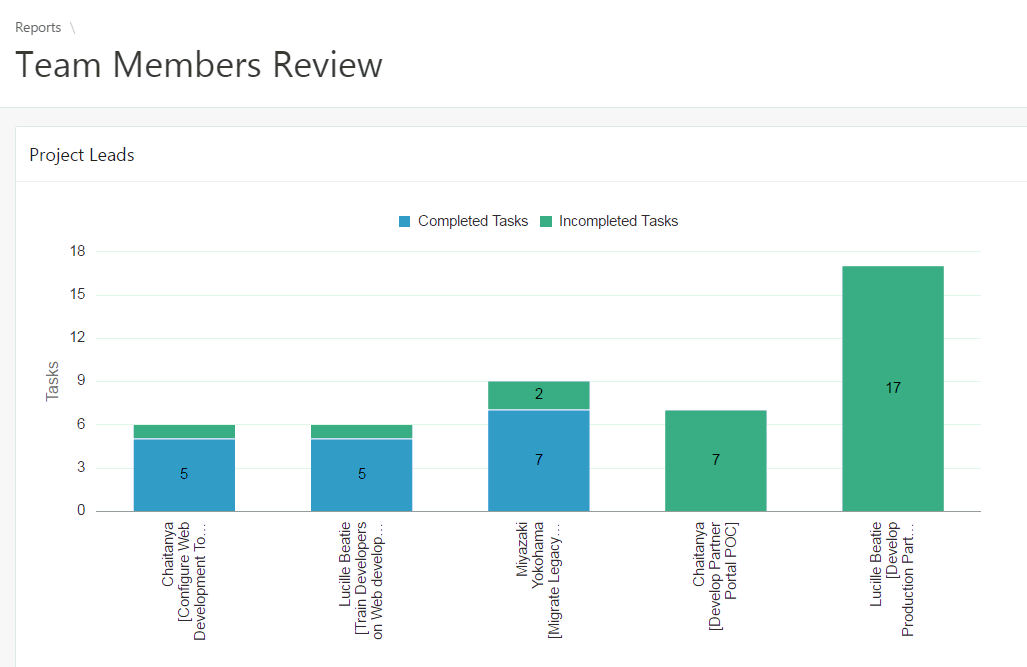 Reports \
Team Members Review
Project Leads
Completed Tasks Incompleted Tasks
18
15
12
9
6
3
0
Tasks
5
5
2
7
7
17
Chaitanya
[Configure Web
Development To...
Lucille Beatie
[Train Developers
on Web develop...
Miyazaki
Yokohama
[Migrate Legacy...
Chaitanya
[Develop Partner
Portal POC]
Lucille Beatie
[Develop
Production Part...